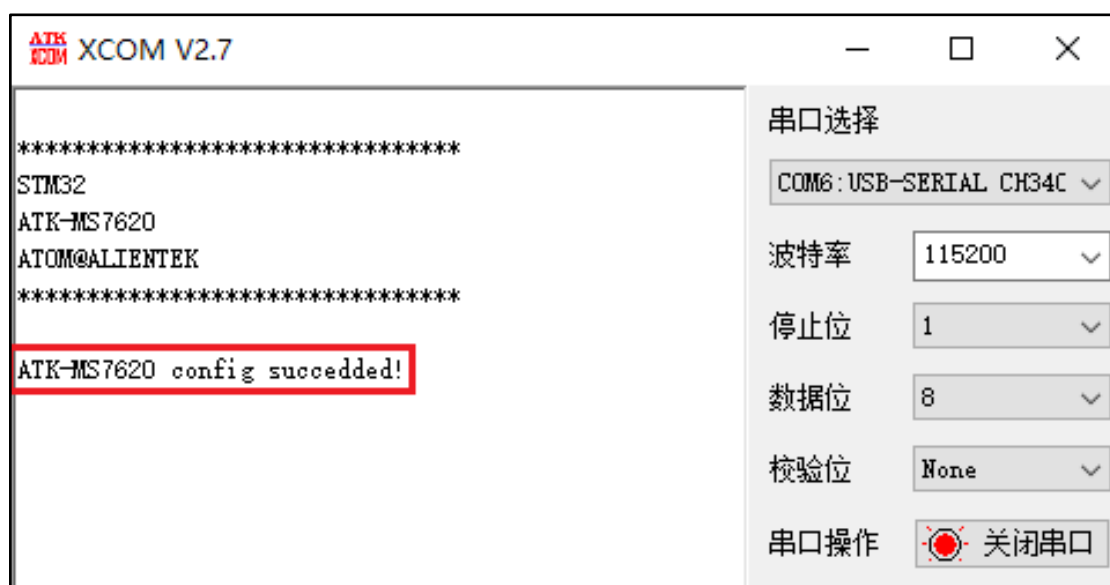 ATK XCOM XCOM V2.7
********************************
STM32
ATK-MS7620
ATOM@ALIENTEK
********************************
ATK-MS7620 config succedded!
串口选择
COM6:USB-SERIAL CH34C
波特率 115200
停止位 1
数据位 8
校验位 None
串口操作 关闭串口